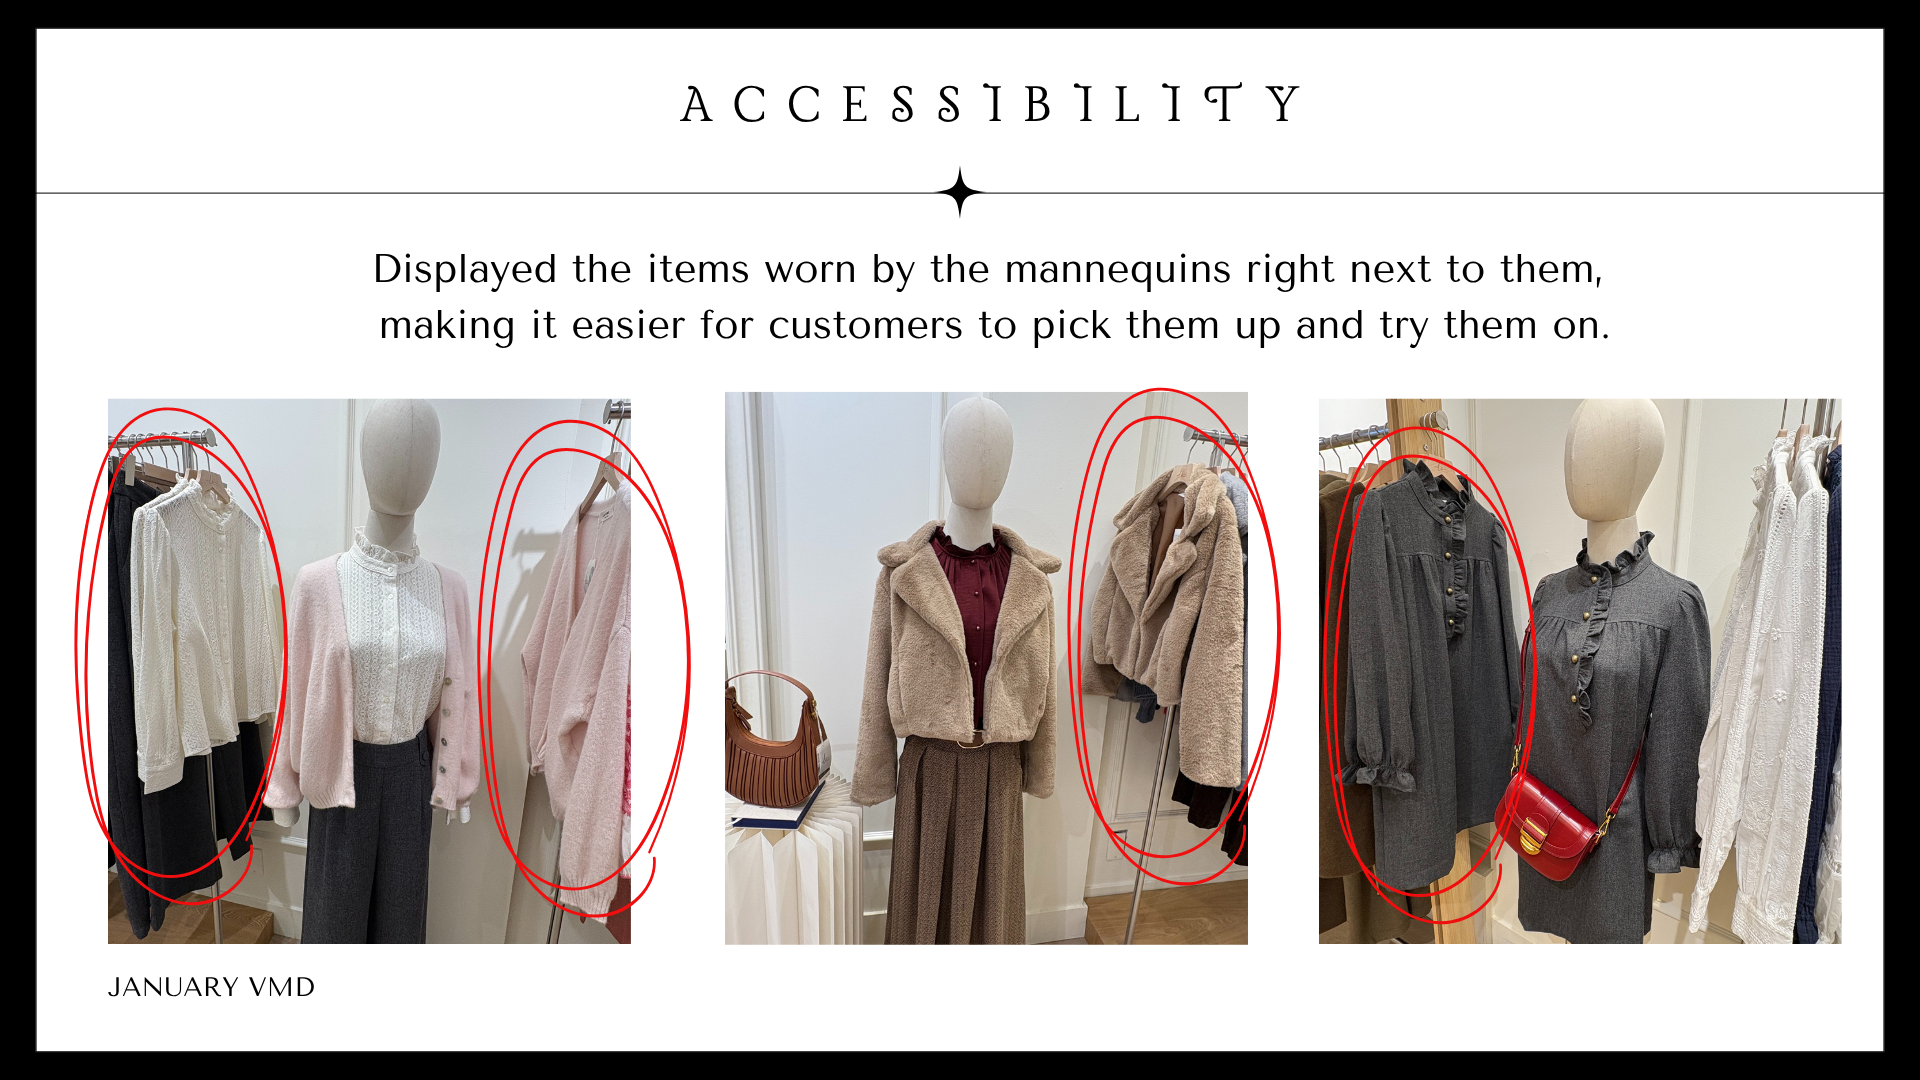 ACCESSIBILITY
Displayed the items worn by the mannequins right next to them,
making it easier for customers to pick them up and try them on.
JANUARY VMD